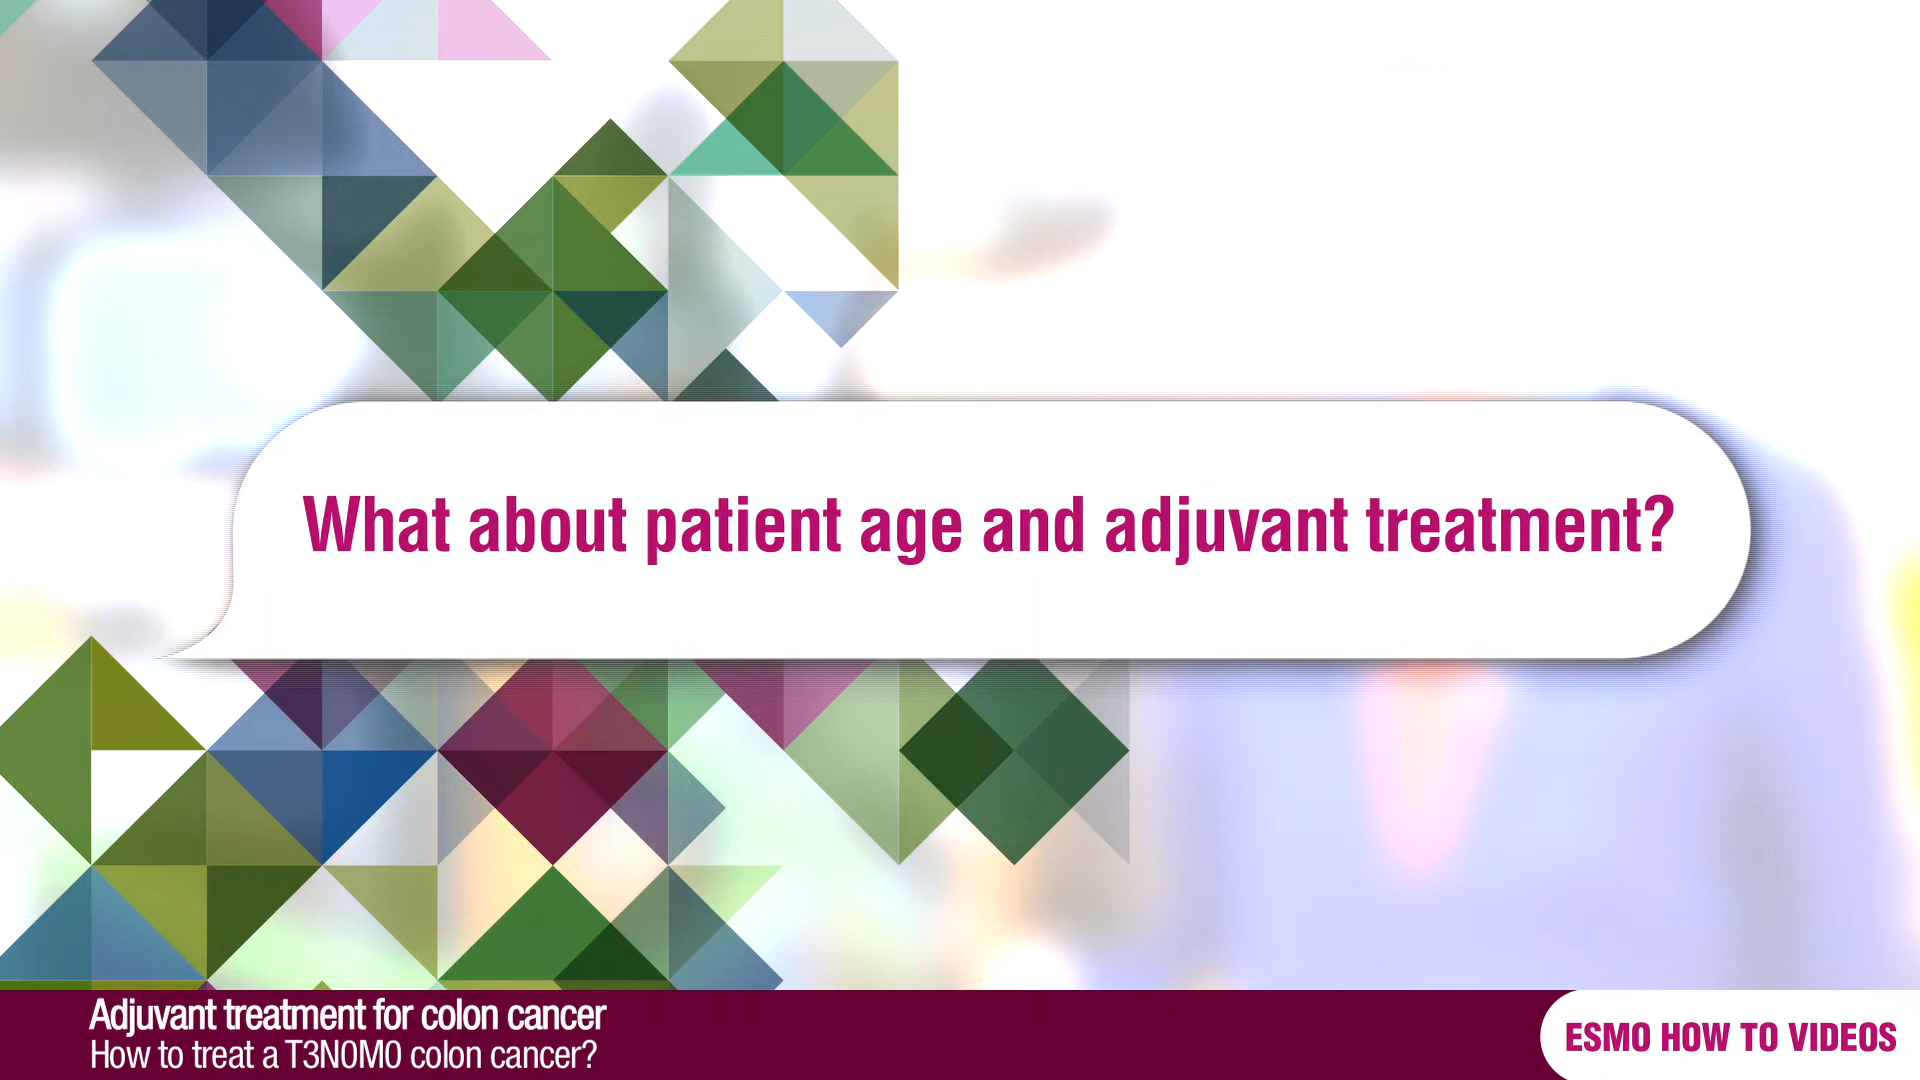 What about patient age and adjuvant treatment?
Adjuvant treatment for colon cancer
How to treat a T3N0M0 colon cancer?
ESMO HOW TO VIDEOS